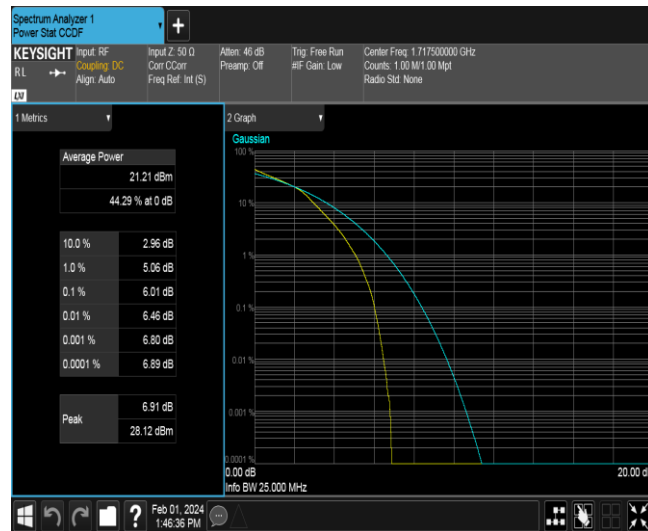 Spectrum Analyzer 1
Power Stat CCDF
+
KEYSIGHT
RL
LXI
Input: RF
Coupling: DC
Align: Auto
Input Z: 50 Ω
Corr CCorr
Freq Ref: Int (S)
Atten: 46 dB
Preamp: Off
Trig: Free Run
#IF Gain: Low
Center Freq: 1.717500000 GHz
Counts: 1.00 M/1.00 Mpt
Radio Std: None
1 Metrics
Average Power
21.21 dBm
44.29 % at 0 dB
10.0 % 2.96 dB
1.0 % 5.06 dB
0.1 % 6.01 dB
0.01 % 6.46 dB
0.001 % 6.80 dB
0.0001 % 6.89 dB
Peak
6.91 dB
28.12 dBm
2 Graph
Gaussian
100 %
10 %
1 %
0.1 %
0.01 %
0.001 %
0.0001 %
0.00 dB
20.00 d
Info BW 25.000 MHz
?
Feb 01, 2024
1:46:36 PM